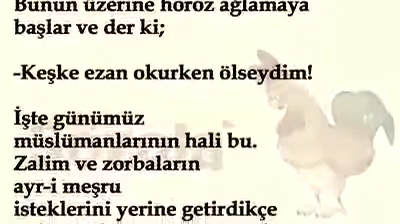 Bunun üzerine horoz ağlamaya
başlar ve der ki;
-Keşke ezan okurken ölseydim!
İşte günümüz
müslümanlarının hali bu.
Zalim ve zorbaların
ayr-i meşru
isteklerini yerine getirdikçe